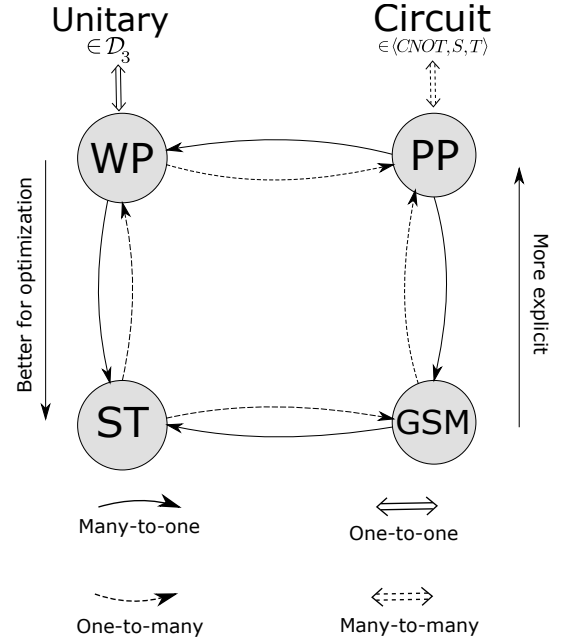 Unitary
∈ 𝒟₃
Circuit
∈⟨CNOT, S, T⟩
WP
PP
Better for optimization
More explicit
ST
GSM
Many-to-one
One-to-one
One-to-many
Many-to-many